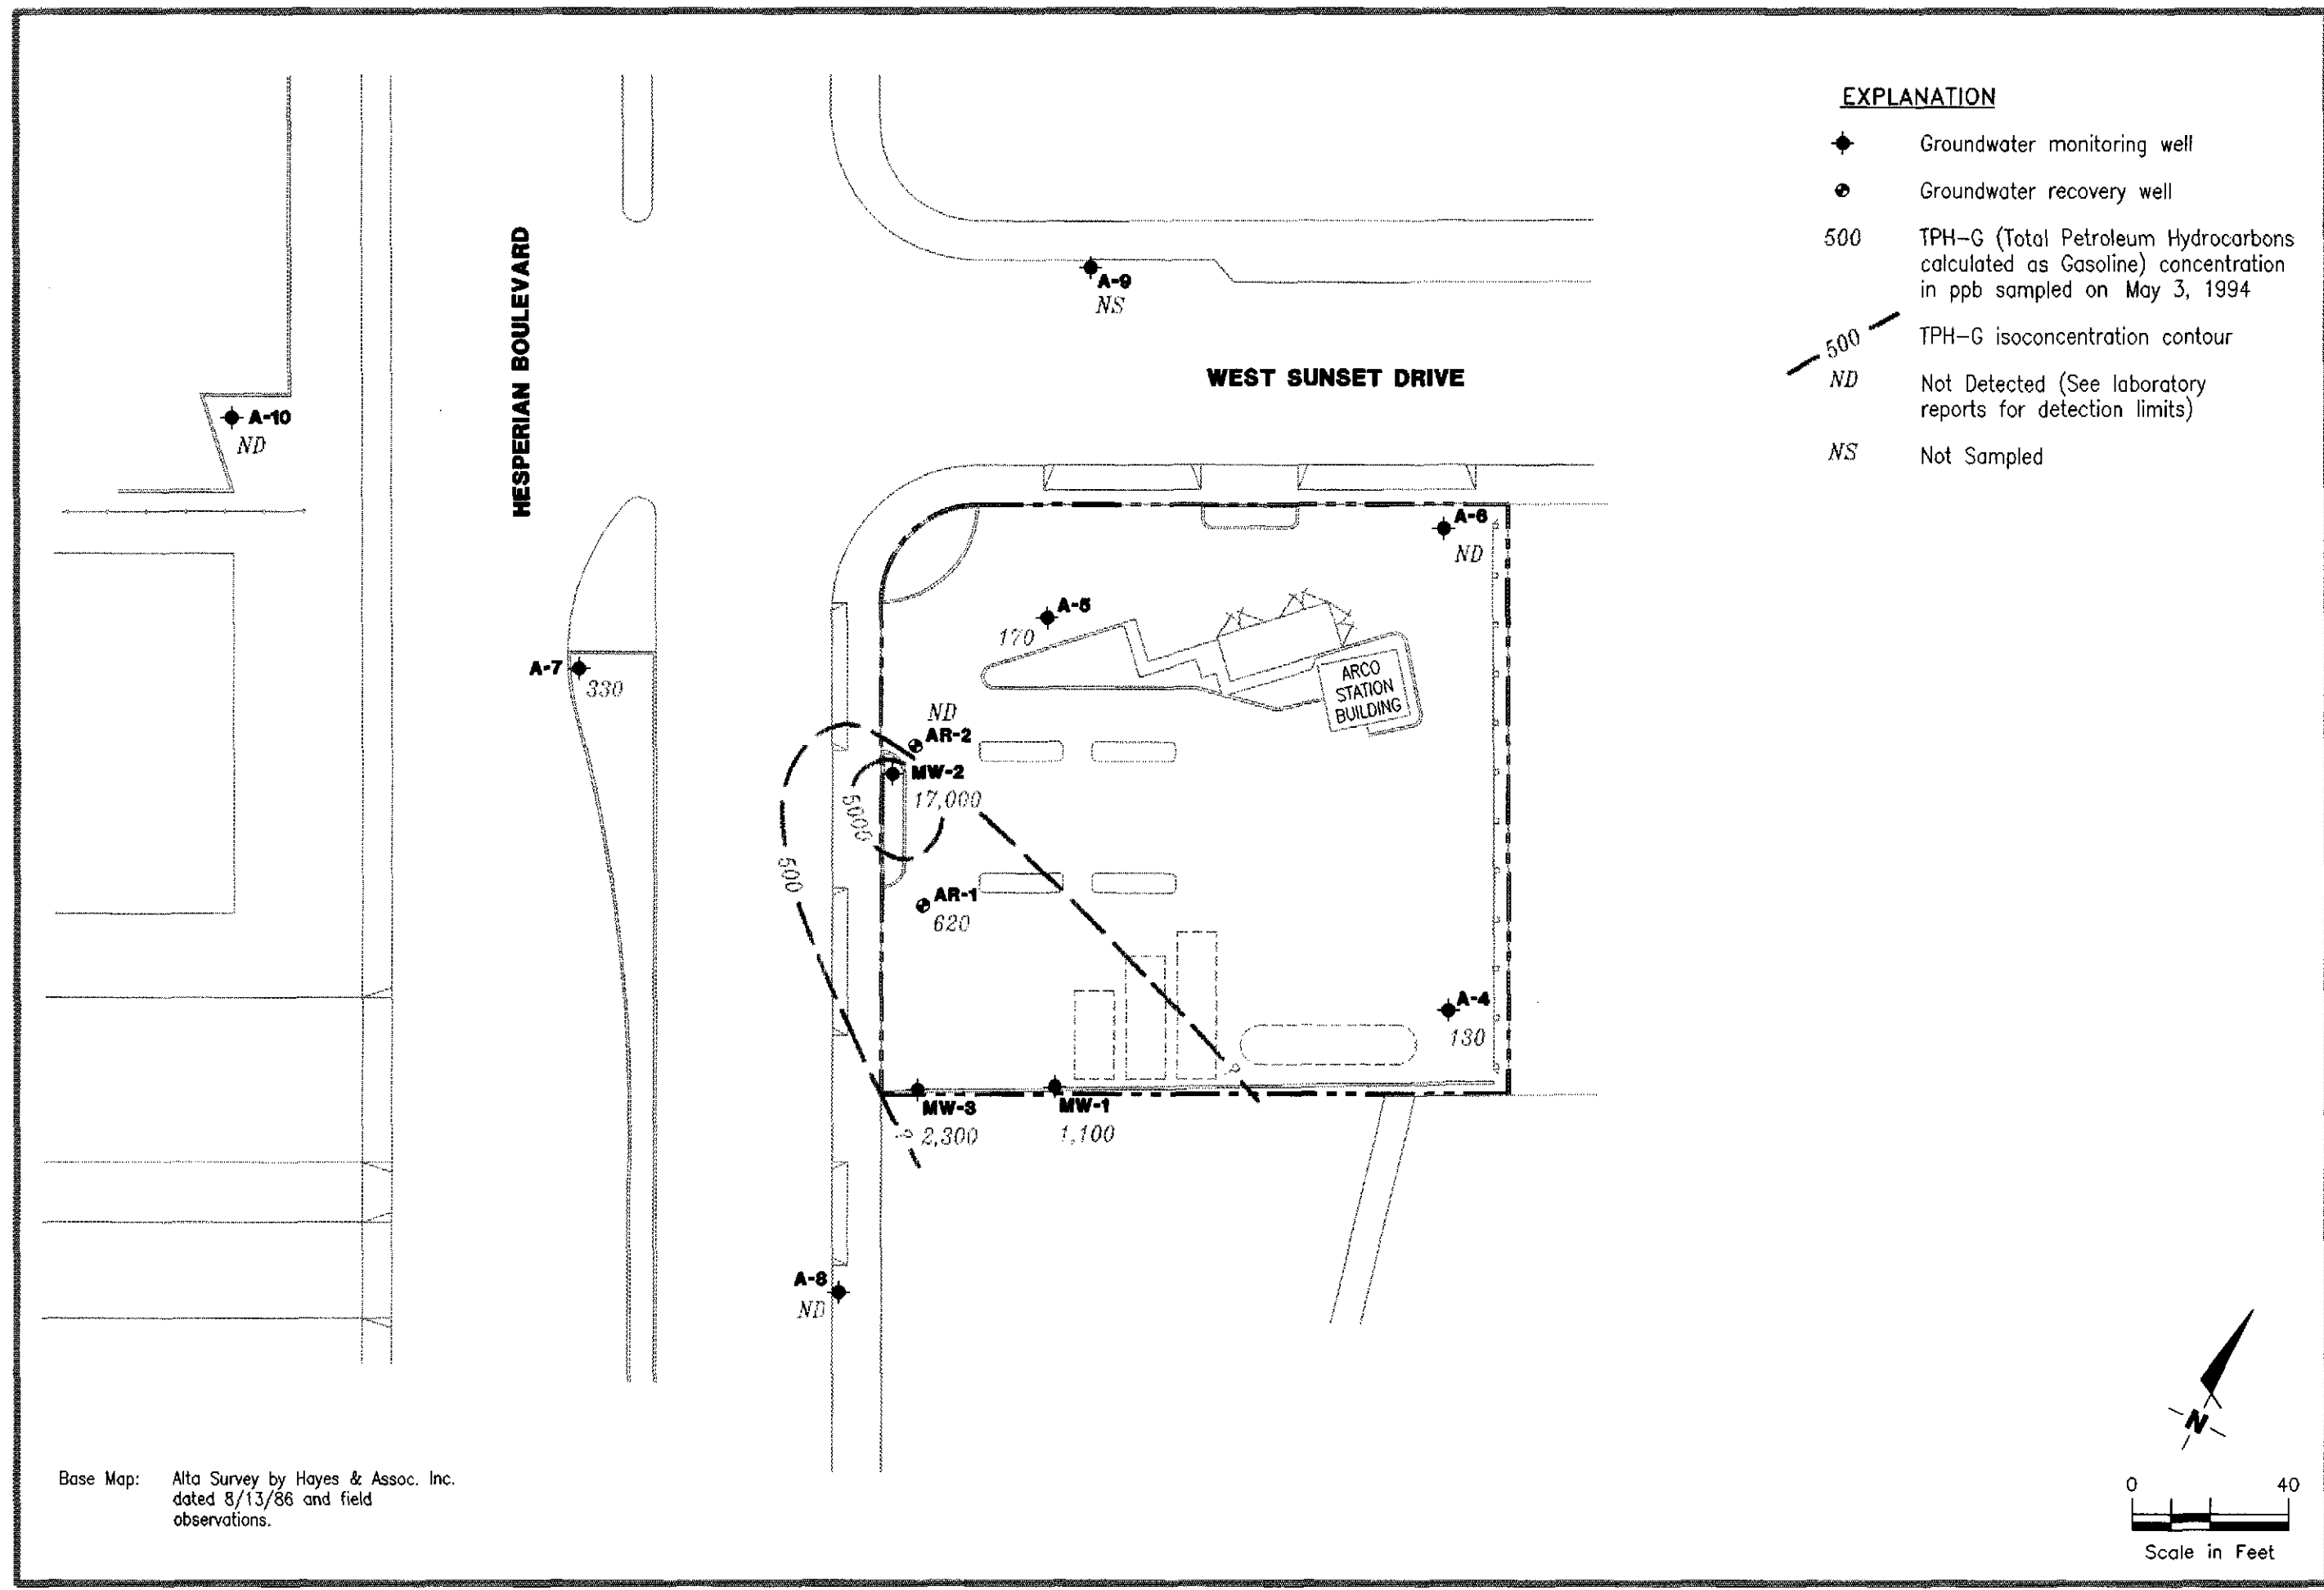 EXPLANATION
Groundwater monitoring well
Groundwater recovery well
500 TPH-G (Total Petroleum Hydrocarbons
calculated as Gasoline) concentration
in ppb sampled on May 3, 1994
500 TPH-G isoconcentration contour
ND Not Detected (See laboratory
reports for detection limits)
NS Not Sampled
HESPERIAN BOULEVARD
WEST SUNSET DRIVE
A-9
NS
A-10
ND
A-6
ND
A-5
170
ARCO
STATION
BUILDING
A-7
330
ND
AR-2
MW-2
17,000
5000
500
AR-1
620
A-4
130
?
MW-3
2,300
MW-1
1,100
?
A-8
ND
N
Base Map: Alta Survey by Hayes & Assoc. Inc.
dated 8/13/86 and field
observations.
0 40
Scale in Feet